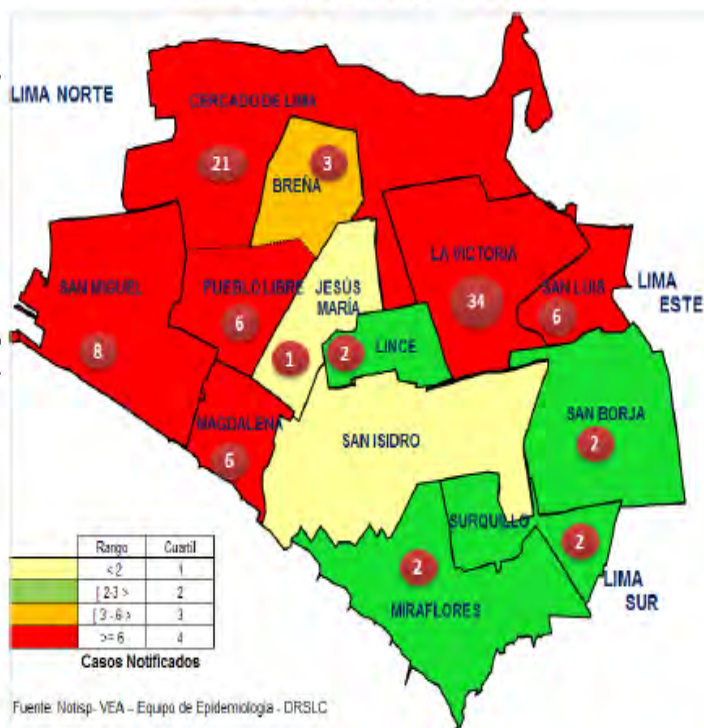 LIMA NORTE
CERCADO DE LIMA
21
3
BREÑA
SAN MIGUEL
8
PUEBLO LIBRE
6
JESÚS
MARÍA
1
2
LINCE
LA VICTORIA
34
SAN LUIS
6
LIMA
ESTE
MAGDALENA
6
SAN ISIDRO
SAN BORJA
2
SURQUILLO
2
2
MIRAFLORES
LIMA
SUR
Rango Cuartil
<2 1
[ 2-3 > 2
[ 3 - 6 > 3
>= 6 4
Casos Notificados
Fuente: Notisp- VEA – Equipo de Epidemiologia - DRSLC